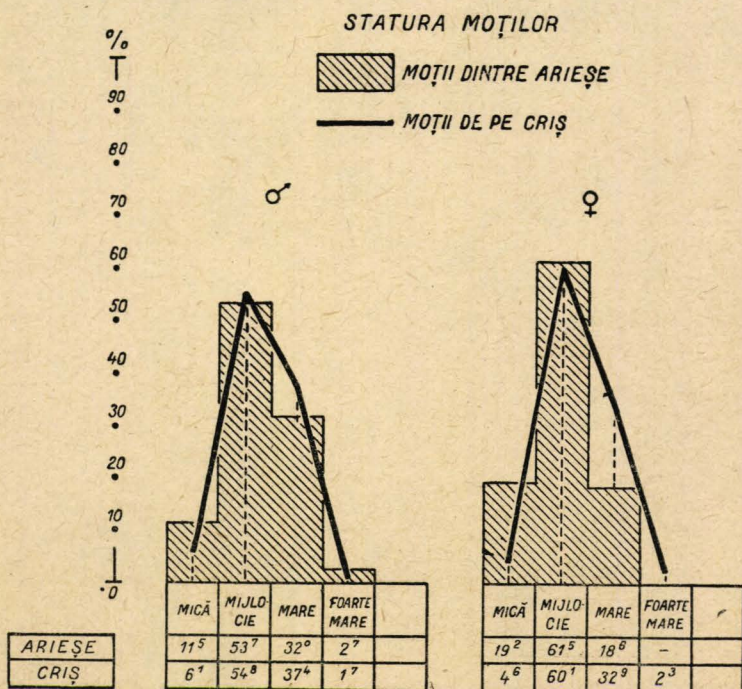 STATURA MOȚILOR
%
MOȚII DINTRE ARIEȘE
MOȚII DE PE CRIȘ
90
80
70
60
50
40
30
20
10
0
♂
♀
MICĂ MIJLO-CIE MARE FOARTE MARE
MICĂ MIJLO-CIE MARE FOARTE MARE
ARIEȘE 11⁵ 53⁷ 32⁰ 2⁷ 19² 61⁵ 18⁶ -
CRIȘ 6¹ 54⁸ 37⁴ 1⁷ 4⁶ 60¹ 32⁹ 2³